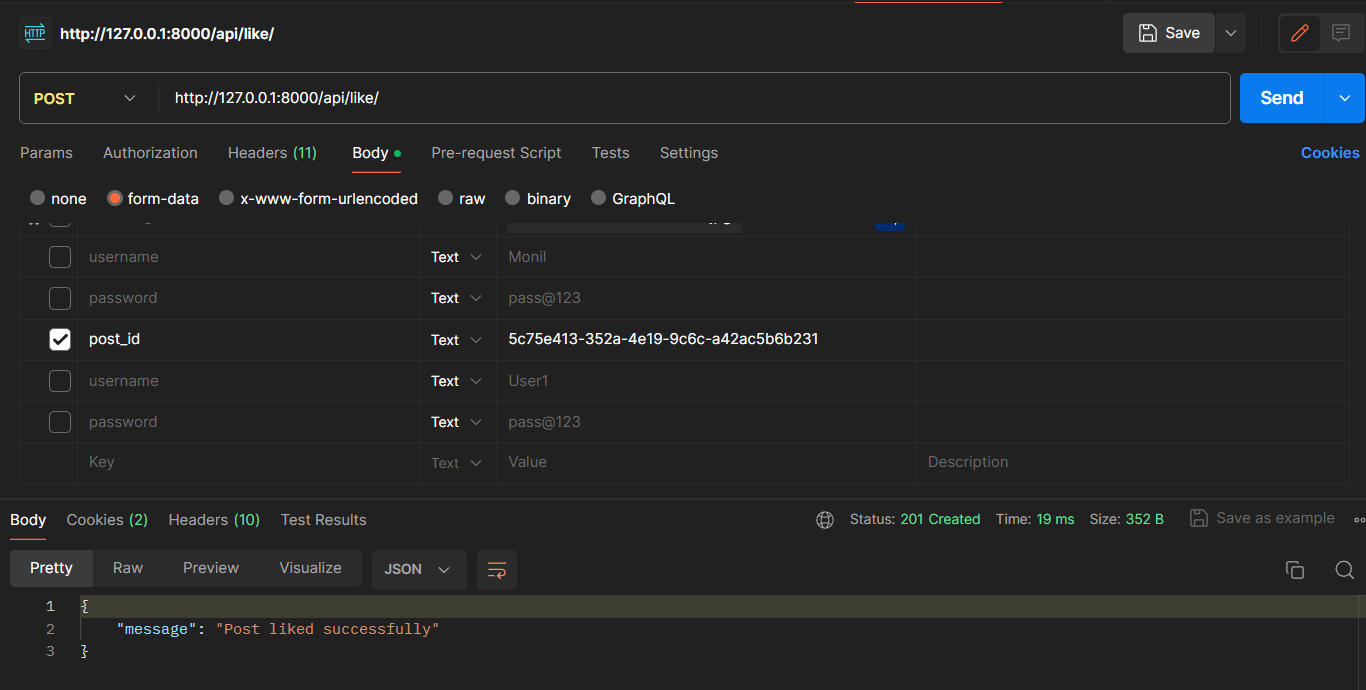 HTTP http://127.0.0.1:8000/api/like/ Save
POST http://127.0.0.1:8000/api/like/ Send
Params Authorization Headers (11) Body Pre-request Script Tests Settings Cookies
none form-data x-www-form-urlencoded raw binary GraphQL
username Text Monil
password Text pass@123
post_id Text 5c75e413-352a-4e19-9c6c-a42ac5b6b231
username Text User1
password Text pass@123
Key Text Value Description
Body Cookies (2) Headers (10) Test Results Status: 201 Created Time: 19 ms Size: 352 B Save as example
Pretty Raw Preview Visualize JSON
1 {
2 "message": "Post liked successfully"
3 }